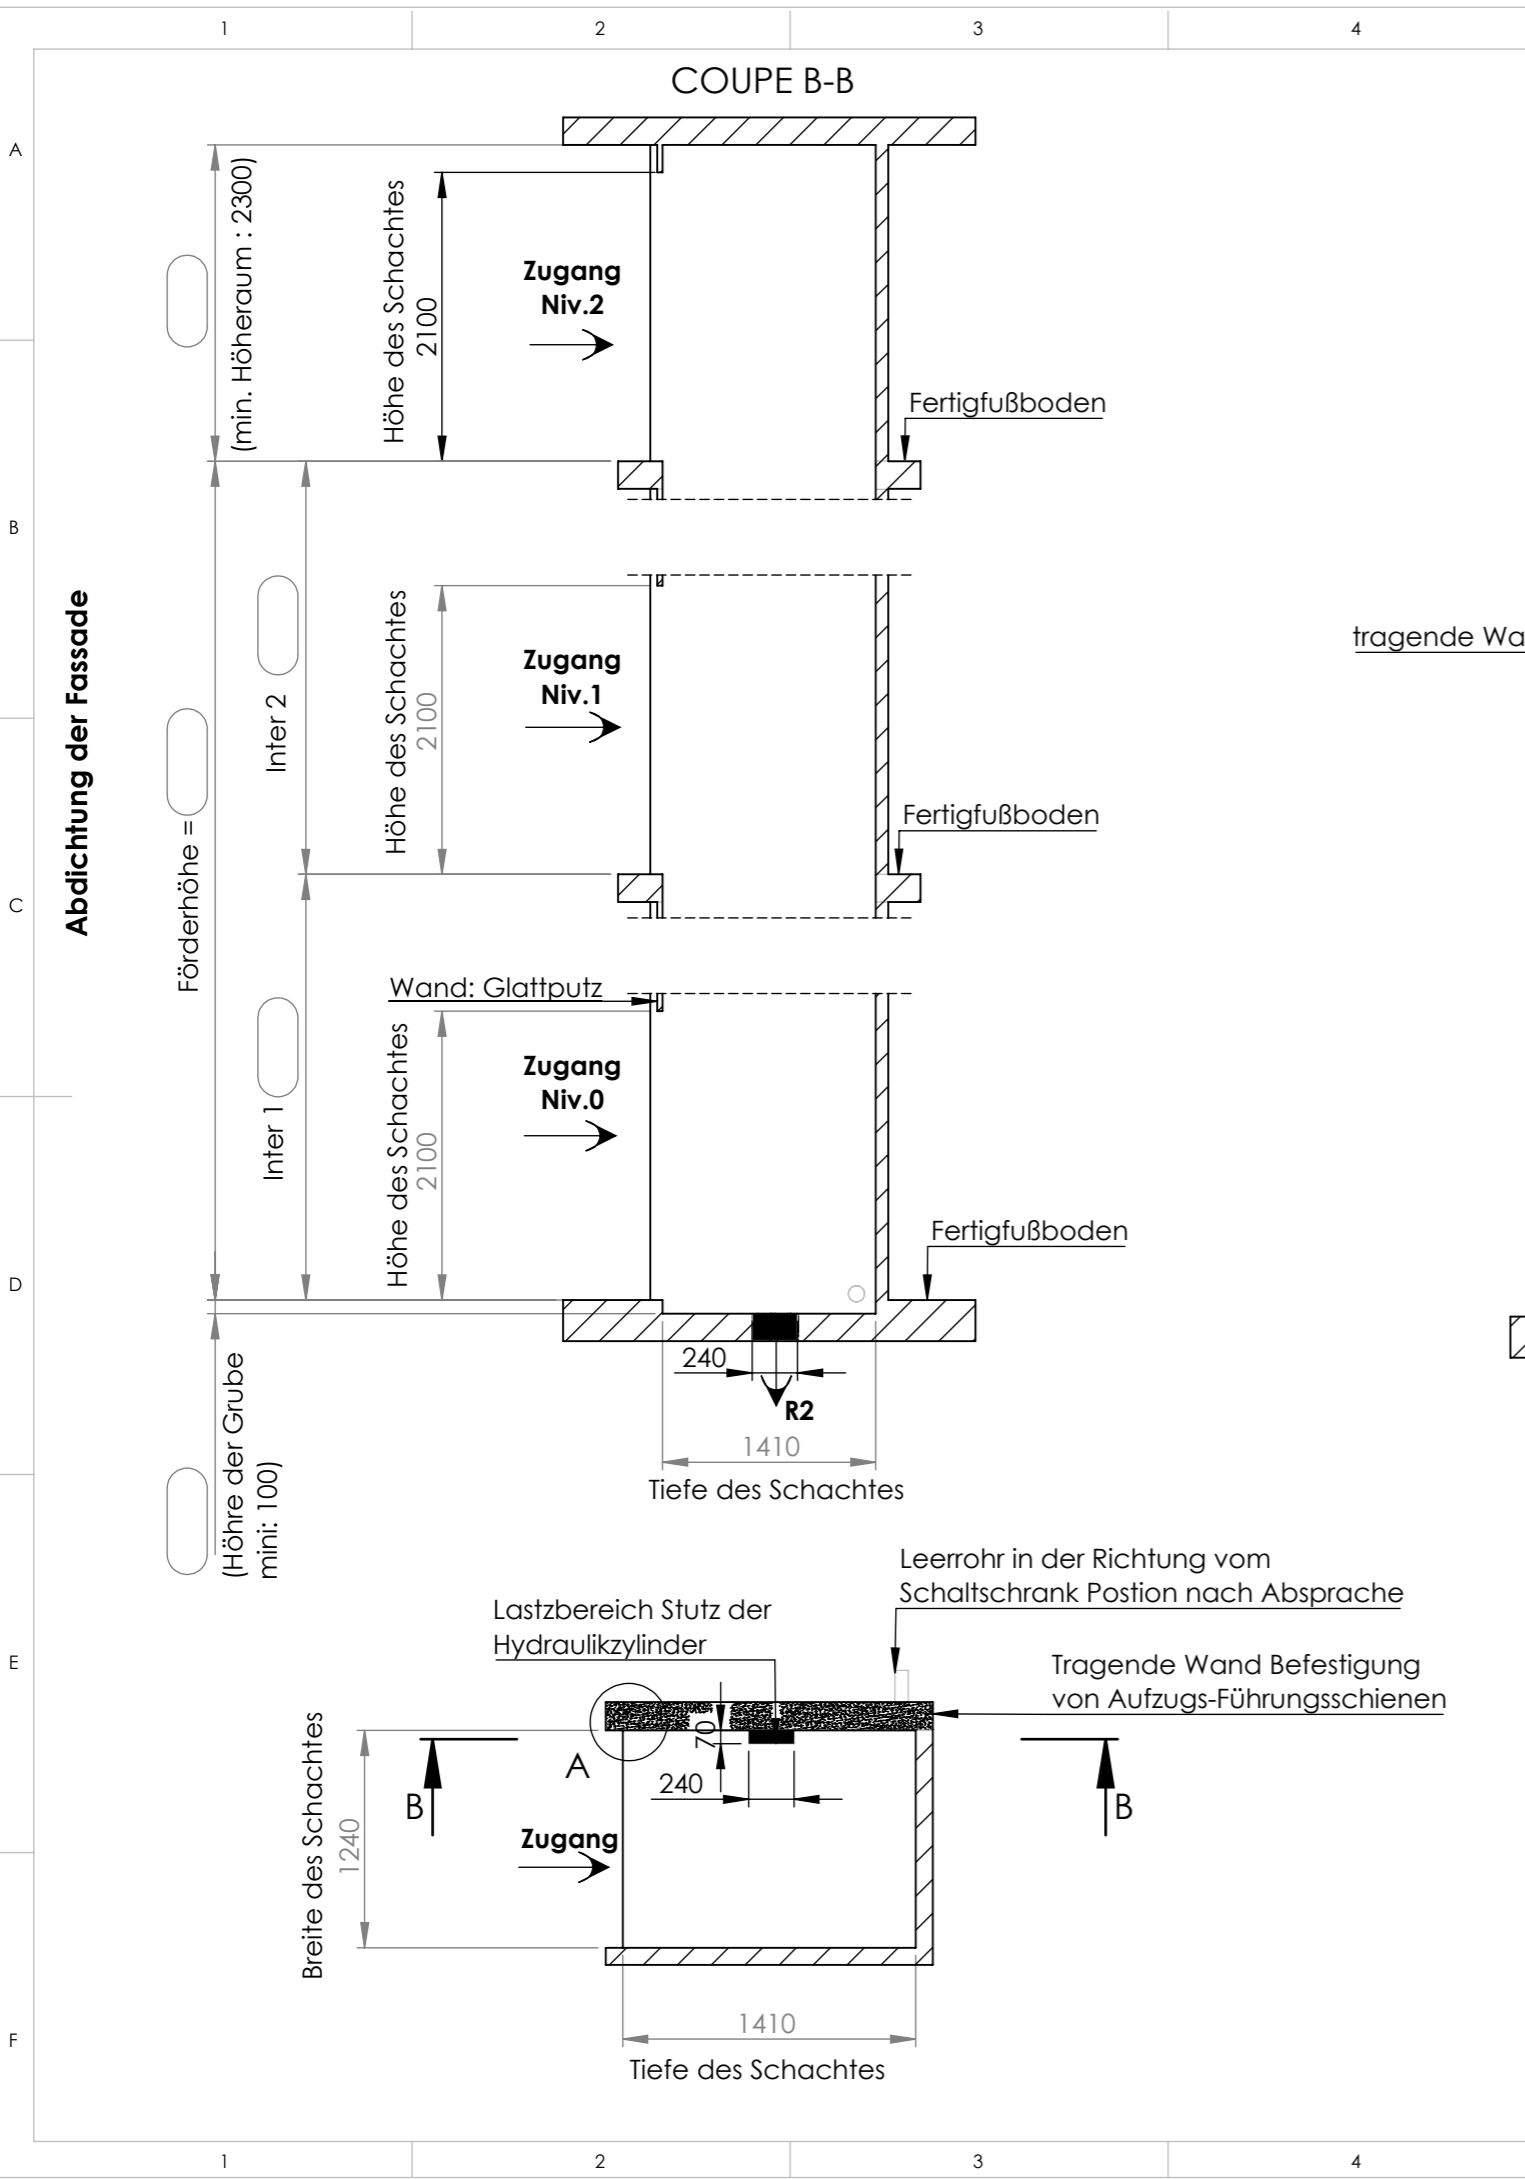 1
2
3
4
COUPE B-B
A
(min. Höheraum : 2300)
Höhe des Schachtes
2100
Zugang
Niv.2
Fertigfußboden
B
Abdichtung der Fassade
Förderhöhe =
Inter 2
Höhe des Schachtes
2100
Zugang
Niv.1
tragende Wa
Fertigfußboden
C
Wand: Glattputz
Inter 1
Höhe des Schachtes
2100
Zugang
Niv.0
Fertigfußboden
D
240
R2
1410
Tiefe des Schachtes
(Höhre der Grube
mini: 100)
Leerrohr in der Richtung vom
Schaltschrank Postion nach Absprache
Lastzbereich Stutz der
Hydraulikzylinder
E
Tragende Wand Befestigung
von Aufzugs-Führungsschienen
Breite des Schachtes
1240
A
70
240
B
B
Zugang
1410
Tiefe des Schachtes
F
1
2
3
4